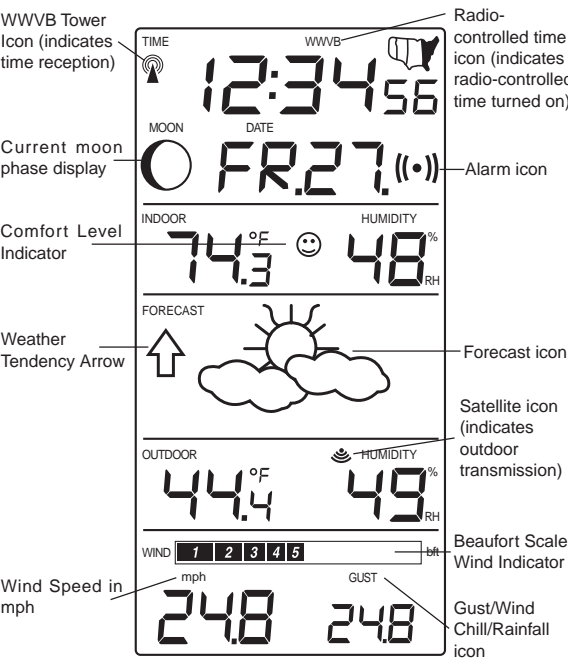 WWVB Tower
Icon (indicates
time reception)
Radio-
controlled time
icon (indicates
radio-controlled
time turned on)
TIME
WWVB
12:34 56
Current moon
phase display
MOON
DATE
FR.27.
((•))
Alarm icon
Comfort Level
Indicator
INDOOR
HUMIDITY
74.3 °F
48 % RH
Weather
Tendency Arrow
FORECAST
Forecast icon
Satellite icon
(indicates
outdoor
transmission)
OUTDOOR
HUMIDITY
44.4 °F
49 % RH
WIND 1 2 3 4 5 bft
Beaufort Scale
Wind Indicator
Wind Speed in
mph
mph
GUST
24.8
24.8
Gust/Wind
Chill/Rainfall
icon